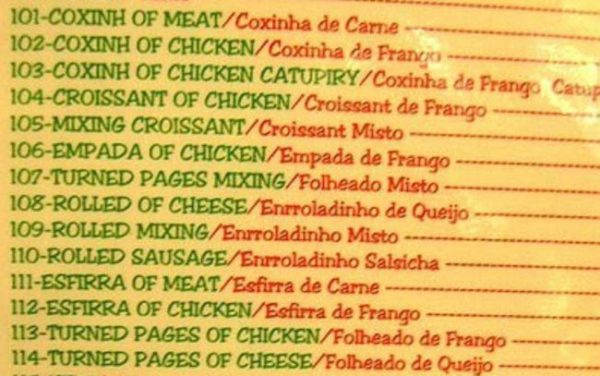 101-COXINH OF MEAT/Coxinha de Carne
102-COXINH OF CHICKEN/Coxinha de Frango
103-COXINH OF CHICKEN CATUPIRY/Coxinha de Frango Catup
104-CROISSANT OF CHICKEN/Croissant de Frango
105-MIXING CROISSANT/Croissant Misto
106-EMPADA OF CHICKEN/Empada de Frango
107-TURNED PAGES MIXING/Folheado Misto
108-ROLLED OF CHEESE/Enrroladinho de Queijo
109-ROLLED MIXING/Enrroladinho Misto
110-ROLLED SAUSAGE/Enrroladinho Salsicha
111-ESFIRRA OF MEAT/Esfirra de Carne
112-ESFIRRA OF CHICKEN/Esfirra de Frango
113-TURNED PAGES OF CHICKEN/Folheado de Frango
114-TURNED PAGES OF CHEESE/Folheado de Queijo